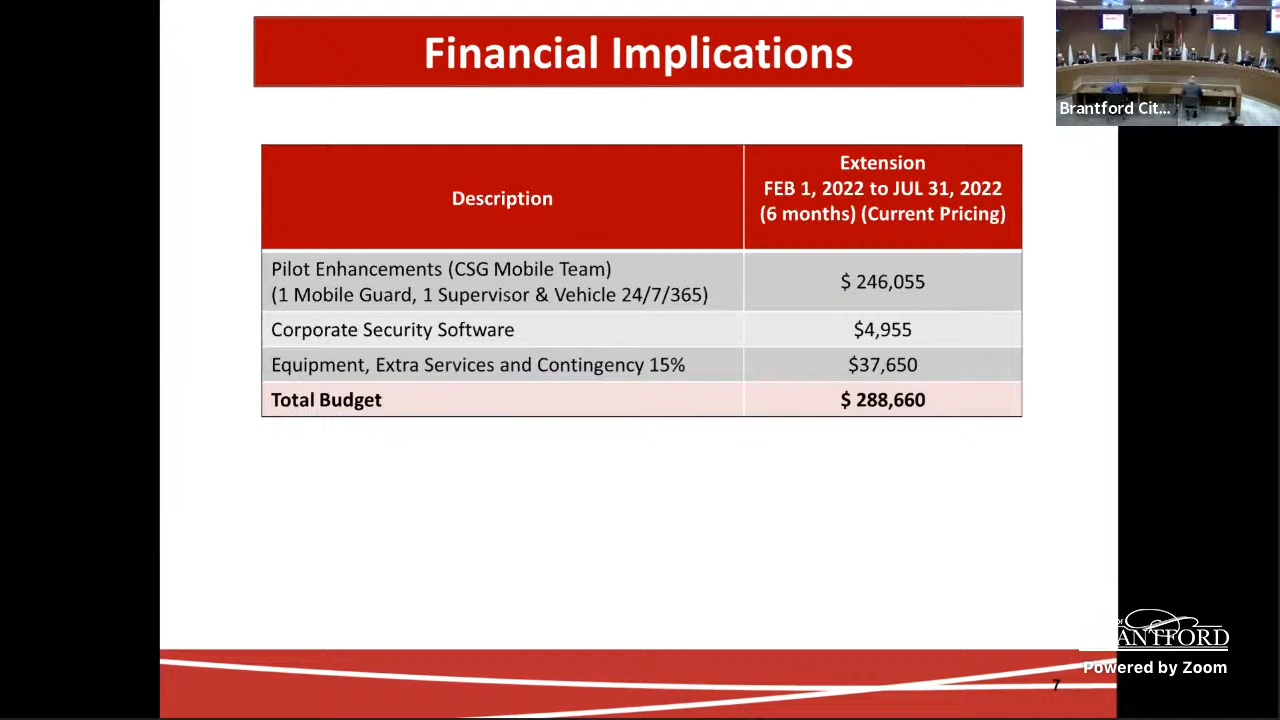 Financial Implications
Brantford Cit...
Description
Extension
FEB 1, 2022 to JUL 31, 2022
(6 months) (Current Pricing)
Pilot Enhancements (CSG Mobile Team)
(1 Mobile Guard, 1 Supervisor & Vehicle 24/7/365)
$ 246,055
Corporate Security Software
$4,955
Equipment, Extra Services and Contingency 15%
$37,650
Total Budget
$ 288,660
RANTFORD
Powered by Zoom
7